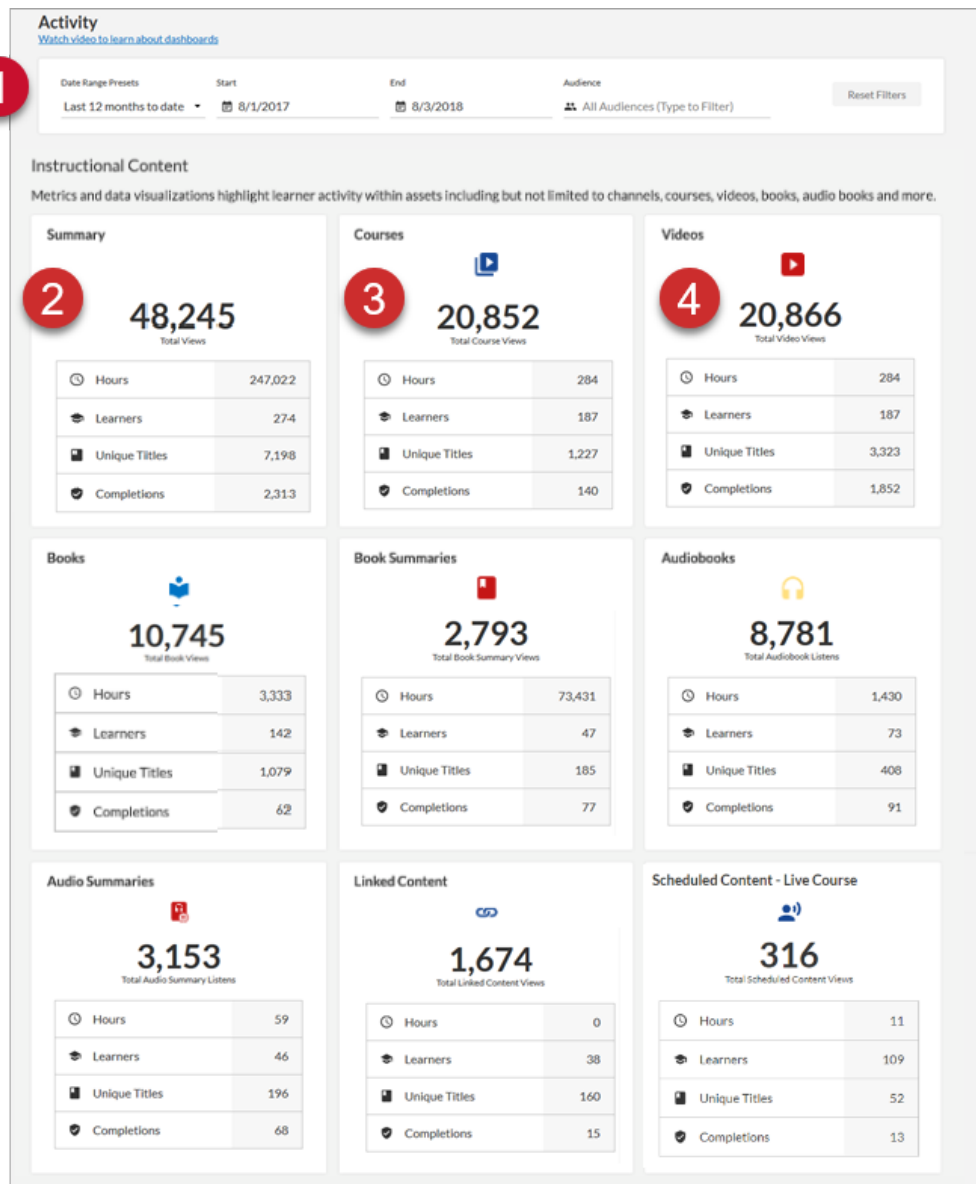 Activity
Watch video to learn about dashboards
1
Date Range Presets Start End Audience
Last 12 months to date 8/1/2017 8/3/2018 All Audiences (Type to Filter) Reset Filters
Instructional Content
Metrics and data visualizations highlight learner activity within assets including but not limited to channels, courses, videos, books, audio books and more.
Summary
2
48,245
Total Views
Hours 247,022
Learners 274
Unique Tiitles 7,198
Completions 2,313
Courses
3
20,852
Total Course Views
Hours 284
Learners 187
Unique Titles 1,227
Completions 140
Videos
4
20,866
Total Video Views
Hours 284
Learners 187
Unique Titles 3,323
Completions 1,852
Books
10,745
Total Book Views
Hours 3,333
Learners 142
Unique Titles 1,079
Completions 62
Book Summaries
2,793
Total Book Summary Views
Hours 73,431
Learners 47
Unique Titles 185
Completions 77
Audiobooks
8,781
Total Audiobook Listens
Hours 1,430
Learners 73
Unique Titles 408
Completions 91
Audio Summaries
3,153
Total Audio Summary Listens
Hours 59
Learners 46
Unique Titles 196
Completions 68
Linked Content
1,674
Total Linked Content Views
Hours 0
Learners 38
Unique Titles 160
Completions 15
Scheduled Content - Live Course
316
Total Scheduled Content Views
Hours 11
Learners 109
Unique Titles 52
Completions 13